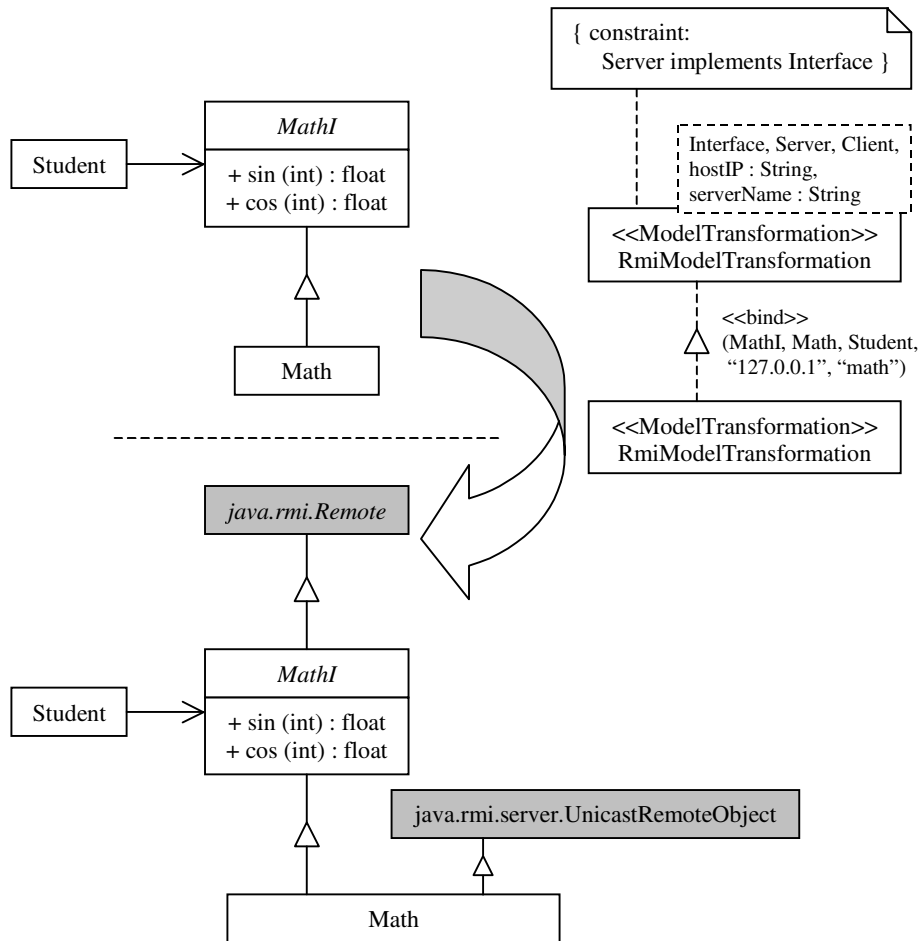 { constraint:
Server implements Interface }
MathI
Student
+ sin (int) : float
+ cos (int) : float
Interface, Server, Client,
hostIP : String,
serverName : String
<<ModelTransformation>>
RmiModelTransformation
<<bind>>
(MathI, Math, Student,
“127.0.0.1”, “math”)
Math
<<ModelTransformation>>
RmiModelTransformation
java.rmi.Remote
MathI
Student
+ sin (int) : float
+ cos (int) : float
java.rmi.server.UnicastRemoteObject
Math